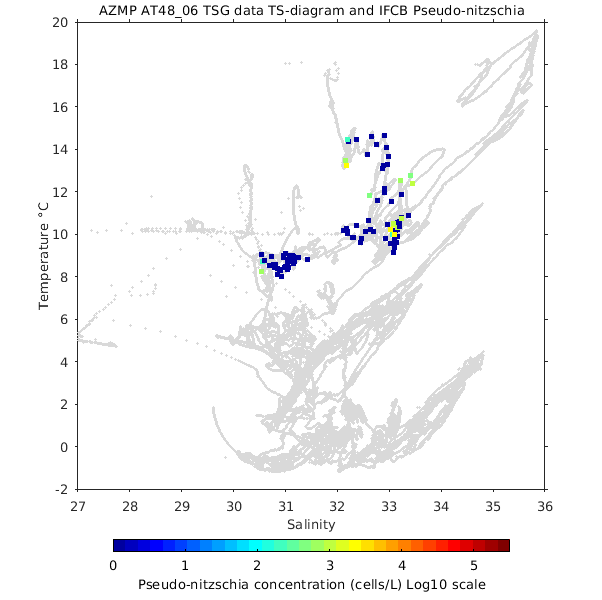 AZMP AT48_06 TSG data TS-diagram and IFCB Pseudo-nitzschia
20
18
16
14
12
10
8
6
4
2
0
-2
Temperature °C
27 28 29 30 31 32 33 34 35 36
Salinity
0 1 2 3 4 5
Pseudo-nitzschia concentration (cells/L) Log10 scale